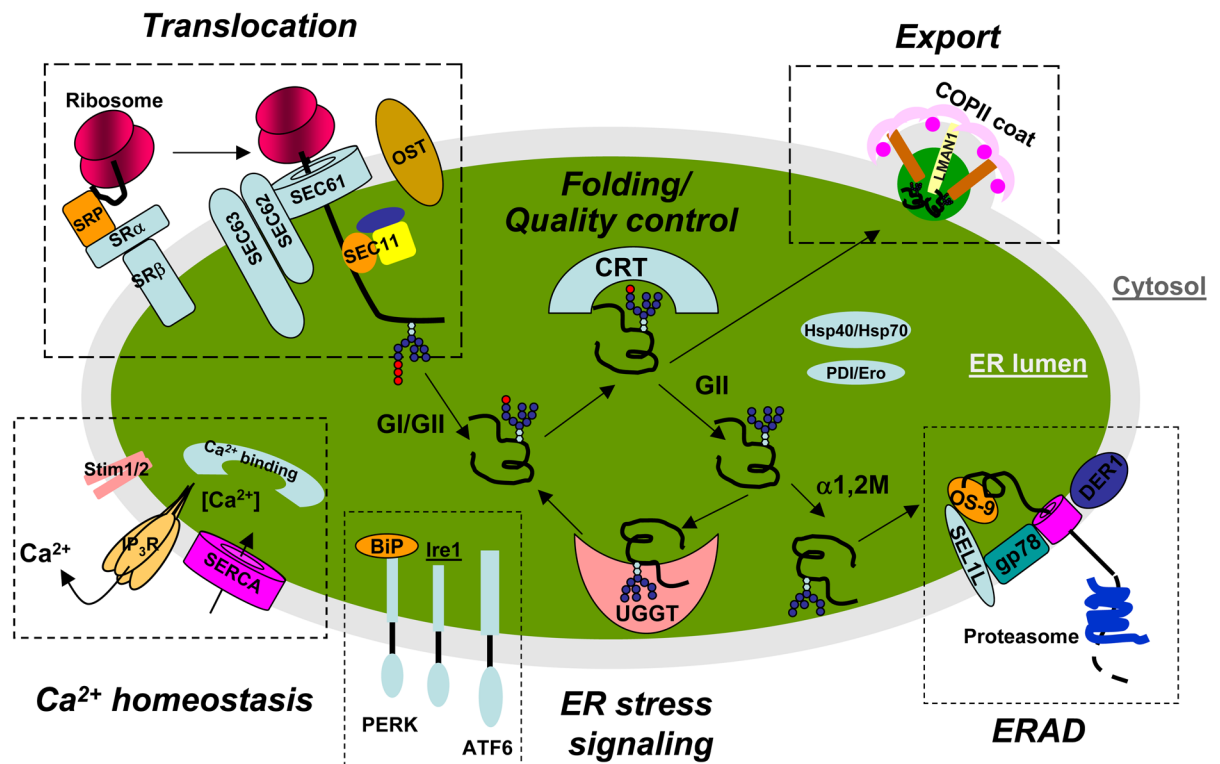 Translocation
Ribosome
SRP
SRα
SRβ
SEC63
SEC62
SEC61
OST
SEC11
Export
COPII coat
LMAN1
Folding/
Quality control
CRT
Hsp40/Hsp70
PDI/Ero
Cytosol
ER lumen
GI/GII
GII
α1,2M
UGGT
Stim1/2
Ca²⁺ binding
[Ca²⁺]
IP₃R
Ca²⁺
SERCA
Ca²⁺ homeostasis
BiP
Ire1
PERK
ATF6
ER stress
signaling
OS-9
DER1
SEL1L
gp78
Proteasome
ERAD